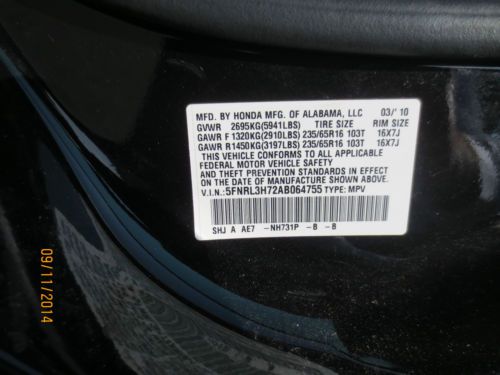 MFD. BY HONDA MFG. OF ALABAMA, LLC 03/'10
GVWR 2695KG(5941LBS) TIRE SIZE RIM SIZE
GAWR F 1320KG(2910LBS) 235/65R16 103T 16X7J
GAWR R1450KG(3197LBS) 235/65R16 103T 16X7J
THIS VEHICLE CONFORMS TO ALL APPLICABLE
FEDERAL MOTOR VEHICLE SAFETY STANDARDS
IN EFFECT ON THE DATE OF MANUFACTURE SHOWN ABOVE.
V.I.N.: 5FNRL3H72AB064755 TYPE: MPV
SHJ A AE7 -NH731P -B -B
09/11/2014